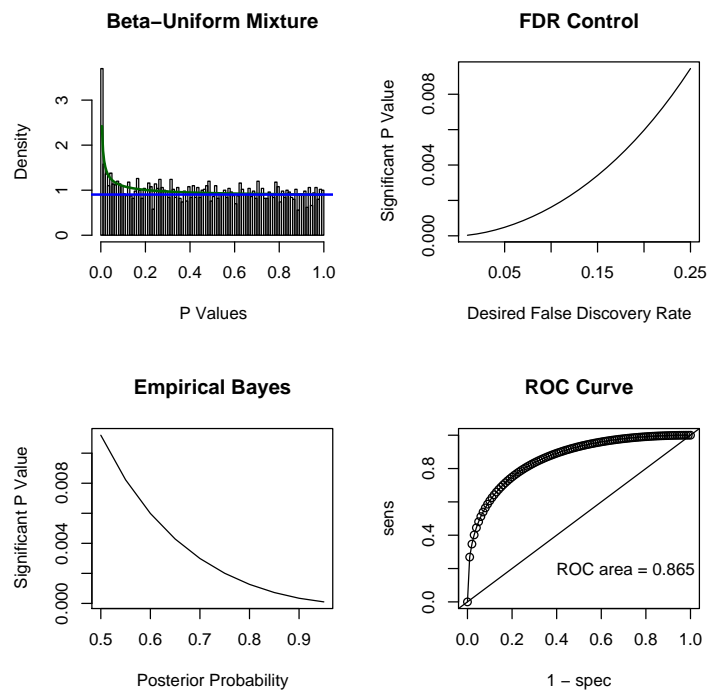 Beta−Uniform Mixture
Density
0
1
2
3
0.0 0.2 0.4 0.6 0.8 1.0
P Values
FDR Control
Significant P Value
0.000
0.004
0.008
0.05 0.15 0.25
Desired False Discovery Rate
Empirical Bayes
Significant P Value
0.000
0.004
0.008
0.5 0.6 0.7 0.8 0.9
Posterior Probability
ROC Curve
sens
0.0
0.4
0.8
ROC area = 0.865
0.0 0.2 0.4 0.6 0.8 1.0
1 − spec